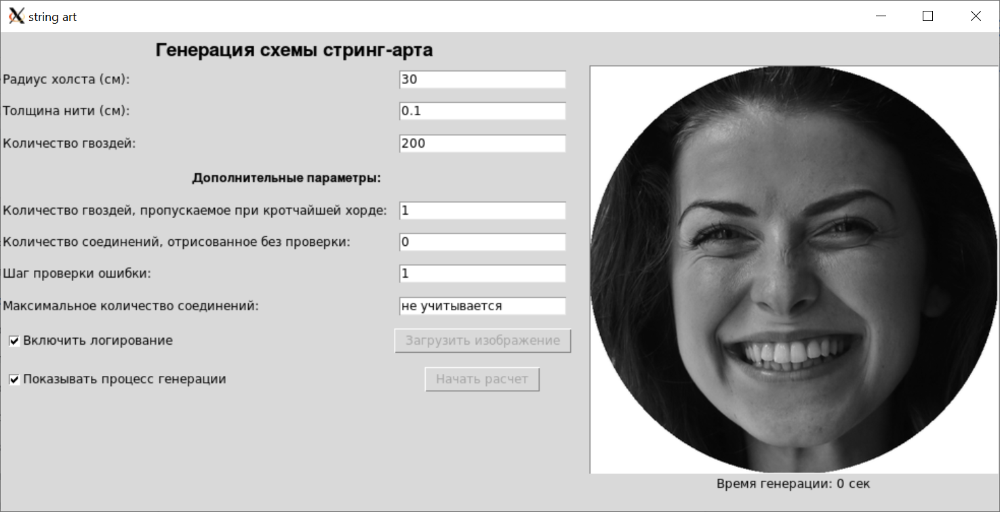 string art
Генерация схемы стринг-арта
Радиус холста (см): 30
Толщина нити (см): 0.1
Количество гвоздей: 200
Дополнительные параметры:
Количество гвоздей, пропускаемое при кротчайшей хорде: 1
Количество соединений, отрисованное без проверки: 0
Шаг проверки ошибки: 1
Максимальное количество соединений: не учитывается
Включить логирование Загрузить изображение
Показывать процесс генерации Начать расчет
Время генерации: 0 сек